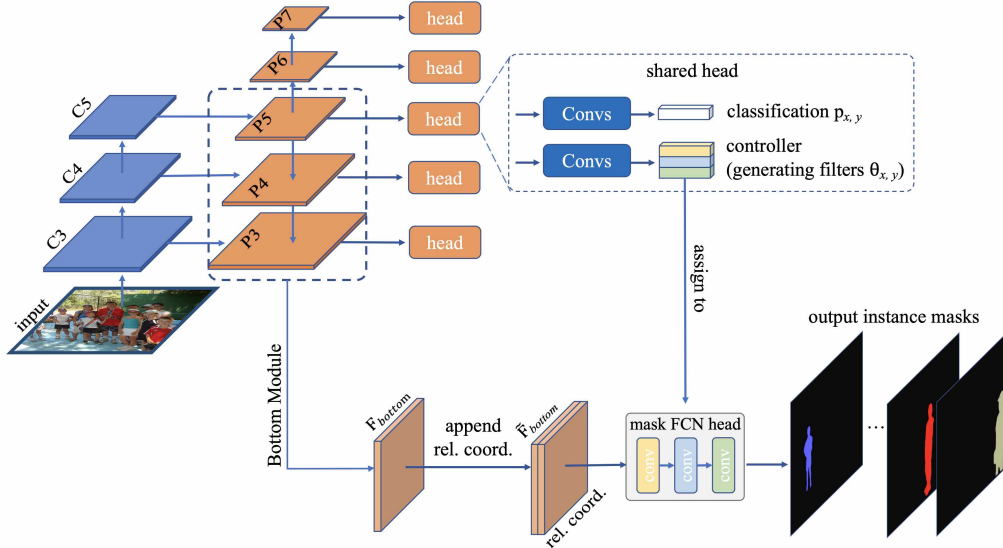 P7
head
P6
head
shared head
C5
P5
head
Convs
classification p_{x, y}
C4
P4
head
Convs
controller
(generating filters θ_{x, y})
C3
P3
head
input
assign to
output instance masks
Bottom Module
F_{bottom}
append
rel. coord.
F̃_{bottom}
rel. coord.
mask FCN head
conv
conv
conv
...